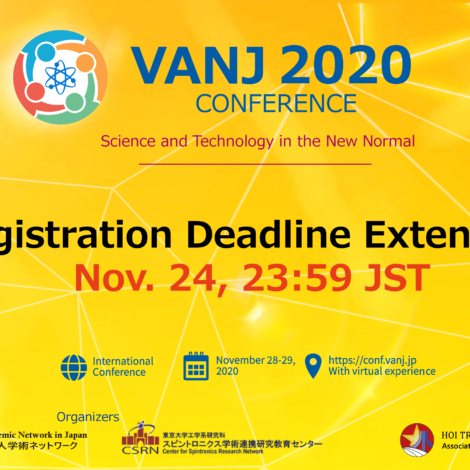 VANJ 2020
CONFERENCE
Science and Technology in the New Normal
gistration Deadline Exten
Nov. 24, 23:59 JST
International
Conference
November 28-29,
2020
https://conf.vanj.jp
With virtual experience
Organizers
emic Network in Japan
人学術ネットワーク
CSRN
東京大学工学系研究科
スピントロニクス学術連携研究教育センター
Center for Spintronics Research Network
HOI TR
Associat